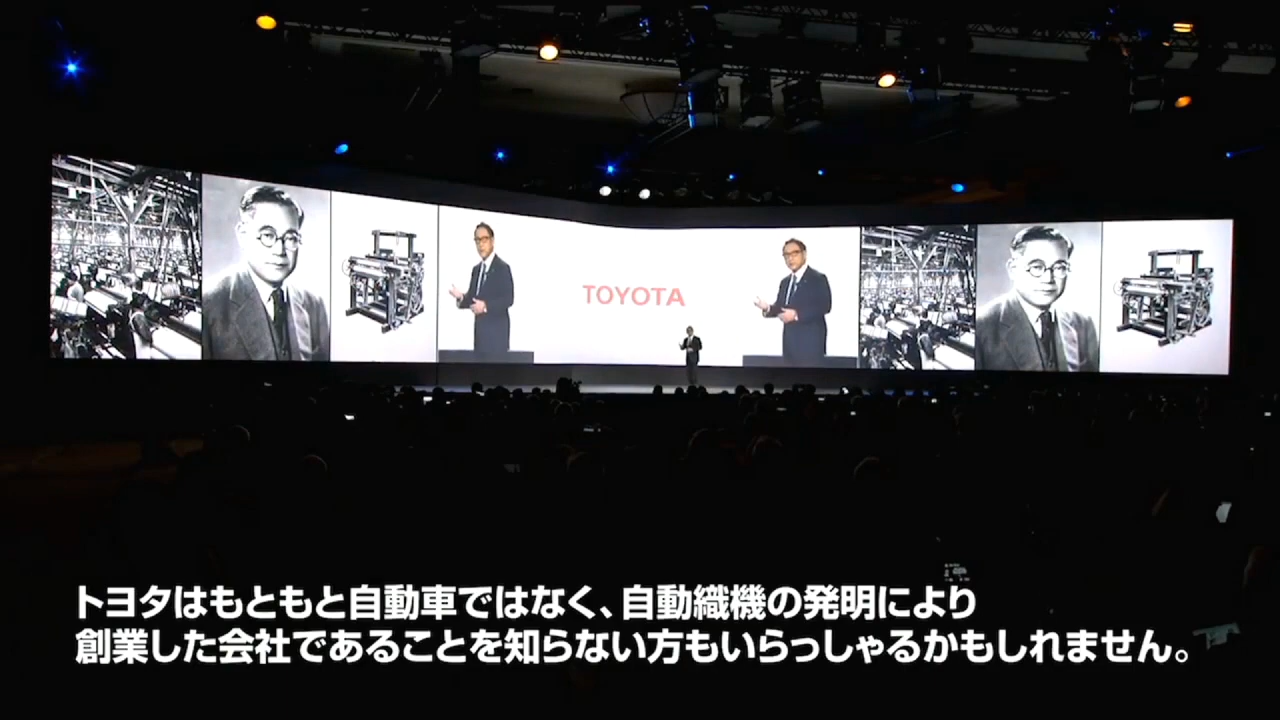 TOYOTA
トヨタはもともと自動車ではなく、自動織機の発明により
創業した会社であることを知らない方もいらっしゃるかもしれません。